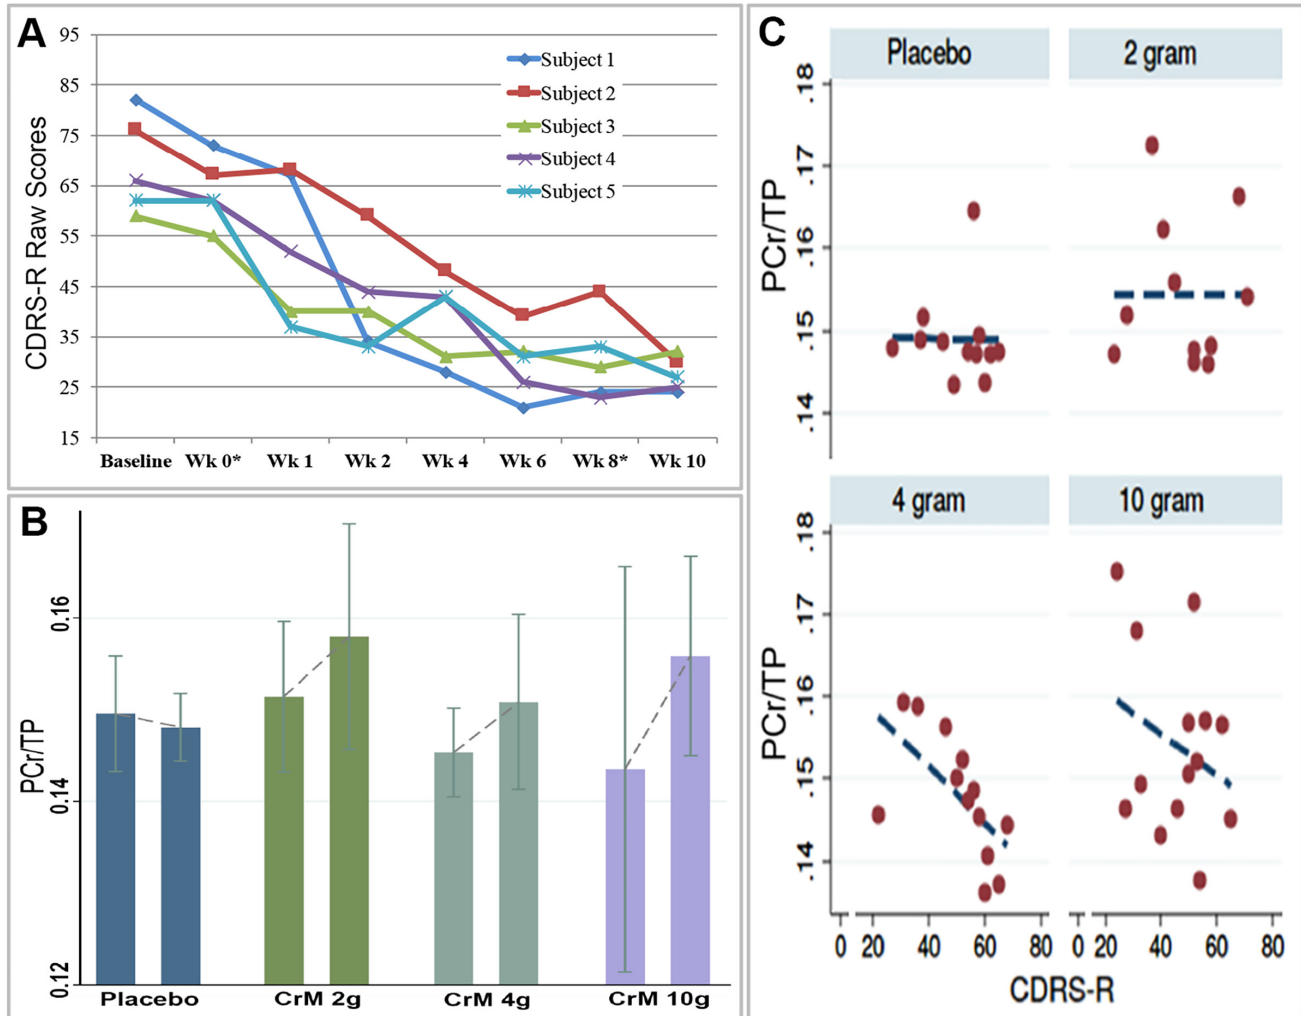 A
CDRS-R Raw Scores
95
85
75
65
55
45
35
25
15
Subject 1
Subject 2
Subject 3
Subject 4
Subject 5
Baseline Wk 0* Wk 1 Wk 2 Wk 4 Wk 6 Wk 8* Wk 10
B
PCr/TP
0.16
0.14
0.12
Placebo CrM 2g CrM 4g CrM 10g
C
Placebo 2 gram
PCr/TP
.18
.17
.16
.15
.14
4 gram 10 gram
PCr/TP
.18
.17
.16
.15
.14
0 20 40 60 80 0 20 40 60 80
CDRS-R